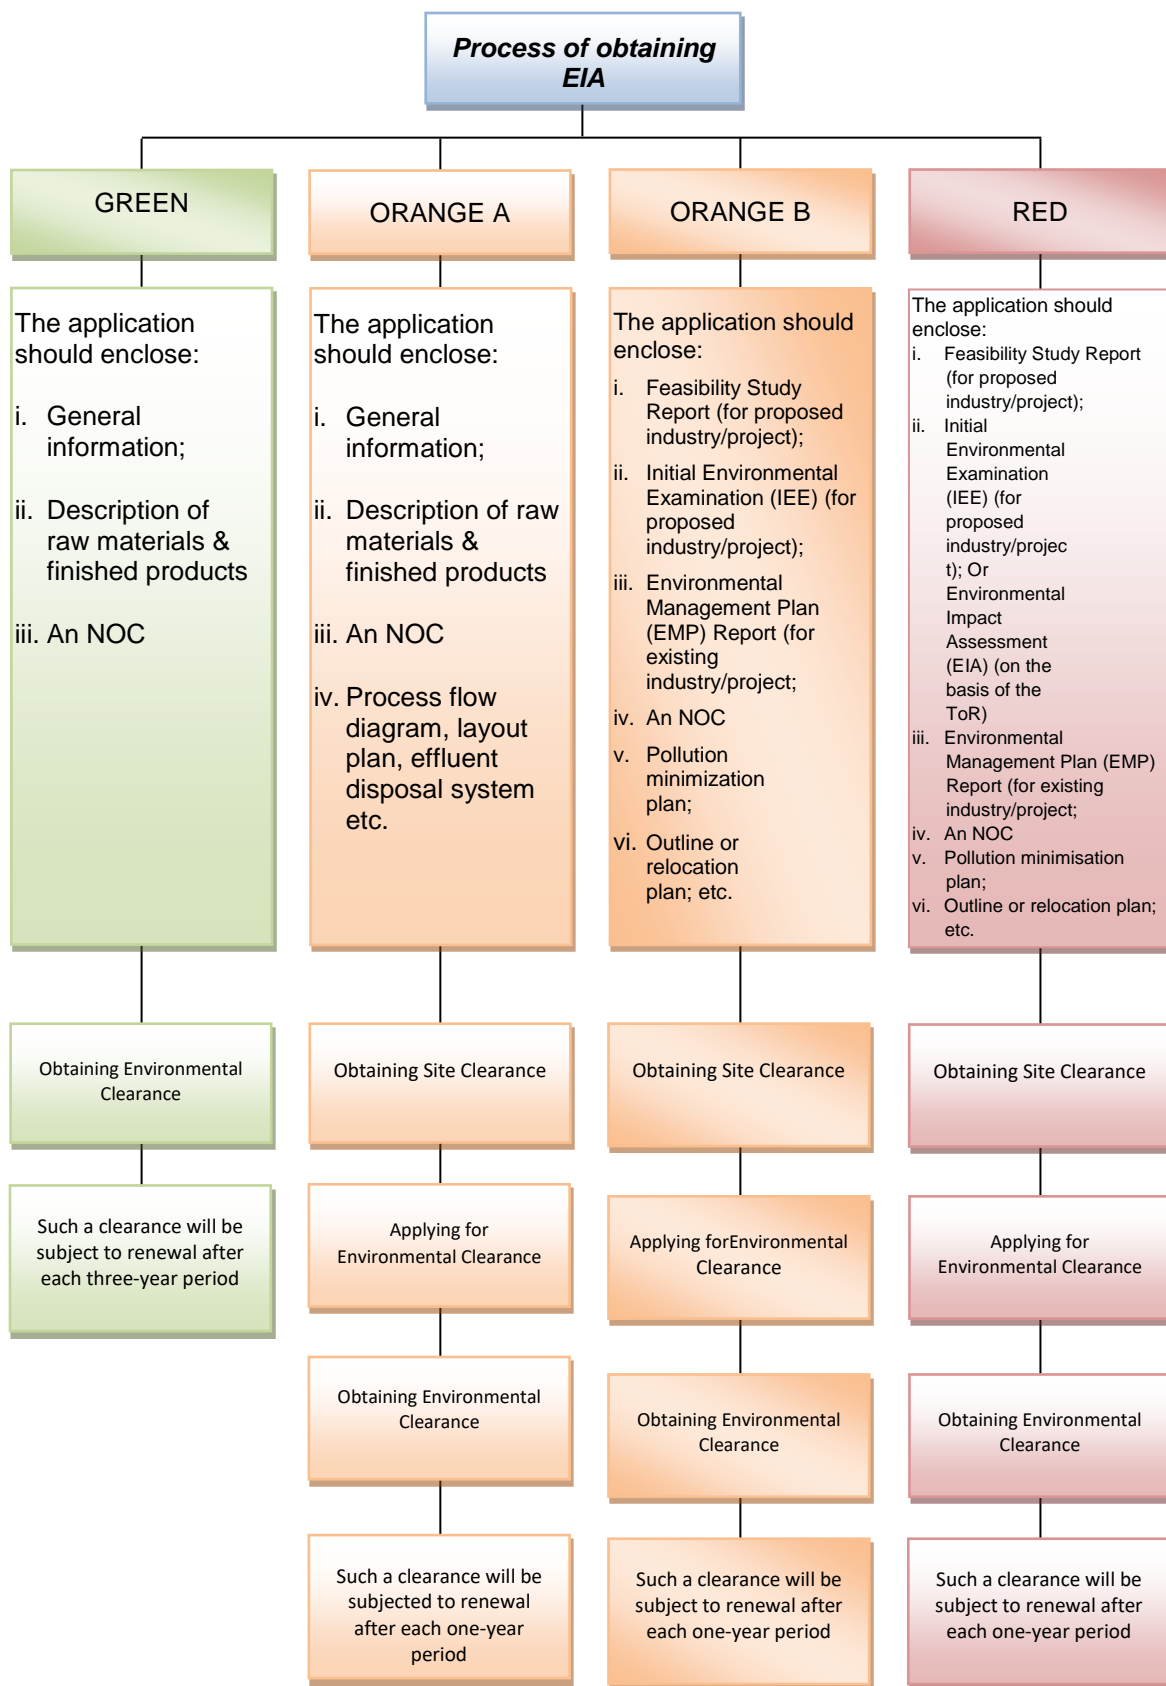 Process of obtaining
EIA
GREEN
ORANGE A
ORANGE B
RED
The application
should enclose:
i. General
information;
ii. Description of
raw materials &
finished products
iii. An NOC
The application
should enclose:
i. General
information;
ii. Description of raw
materials &
finished products
iii. An NOC
iv. Process flow
diagram, layout
plan, effluent
disposal system
etc.
The application should
enclose:
i. Feasibility Study
Report (for proposed
industry/project);
ii. Initial Environmental
Examination (IEE) (for
proposed
industry/project);
iii. Environmental
Management Plan
(EMP) Report (for
existing
industry/project;
iv. An NOC
v. Pollution
minimization
plan;
vi. Outline or
relocation
plan; etc.
The application should
enclose:
i. Feasibility Study Report
(for proposed
industry/project);
ii. Initial
Environmental
Examination
(IEE) (for
proposed
industry/projec
t); Or
Environmental
Impact
Assessment
(EIA) (on the
basis of the
ToR)
iii. Environmental
Management Plan (EMP)
Report (for existing
industry/project;
iv. An NOC
v. Pollution minimisation
plan;
vi. Outline or relocation plan;
etc.
Obtaining Environmental
Clearance
Obtaining Site Clearance
Obtaining Site Clearance
Obtaining Site Clearance
Such a clearance will be
subject to renewal after
each three-year period
Applying for
Environmental Clearance
Applying forEnvironmental
Clearance
Applying for
Environmental Clearance
Obtaining Environmental
Clearance
Obtaining Environmental
Clearance
Obtaining Environmental
Clearance
Such a clearance will be
subjected to renewal
after each one-year
period
Such a clearance will be
subject to renewal after
each one-year period
Such a clearance will be
subject to renewal after
each one-year period